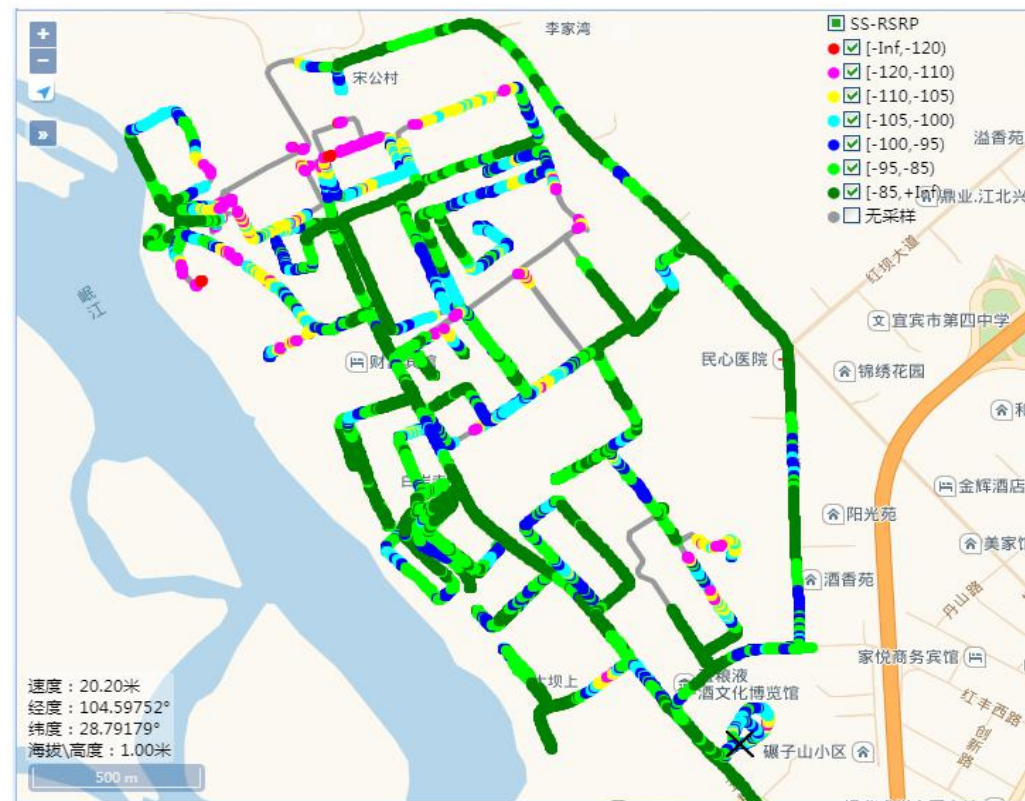 李家湾
宋公村
SS-RSRP
[-Inf,-120)
[-120,-110)
[-110,-105)
[-105,-100)
[-100,-95)
[-95,-85)
[-85,+Inf)
无采样
溢香苑
鼎业.江北兴
红坝大道
岷江
宜宾市第四中学
民心医院
锦绣花园
金辉酒店
阳光苑
美家
酒香苑
丹山路
家悦商务宾馆
红丰西路
创新路
大坝上
酒文化博览馆
碾子山小区
速度：20.20米
经度：104.59752°
纬度：28.79179°
海拔\高度：1.00米
500 m